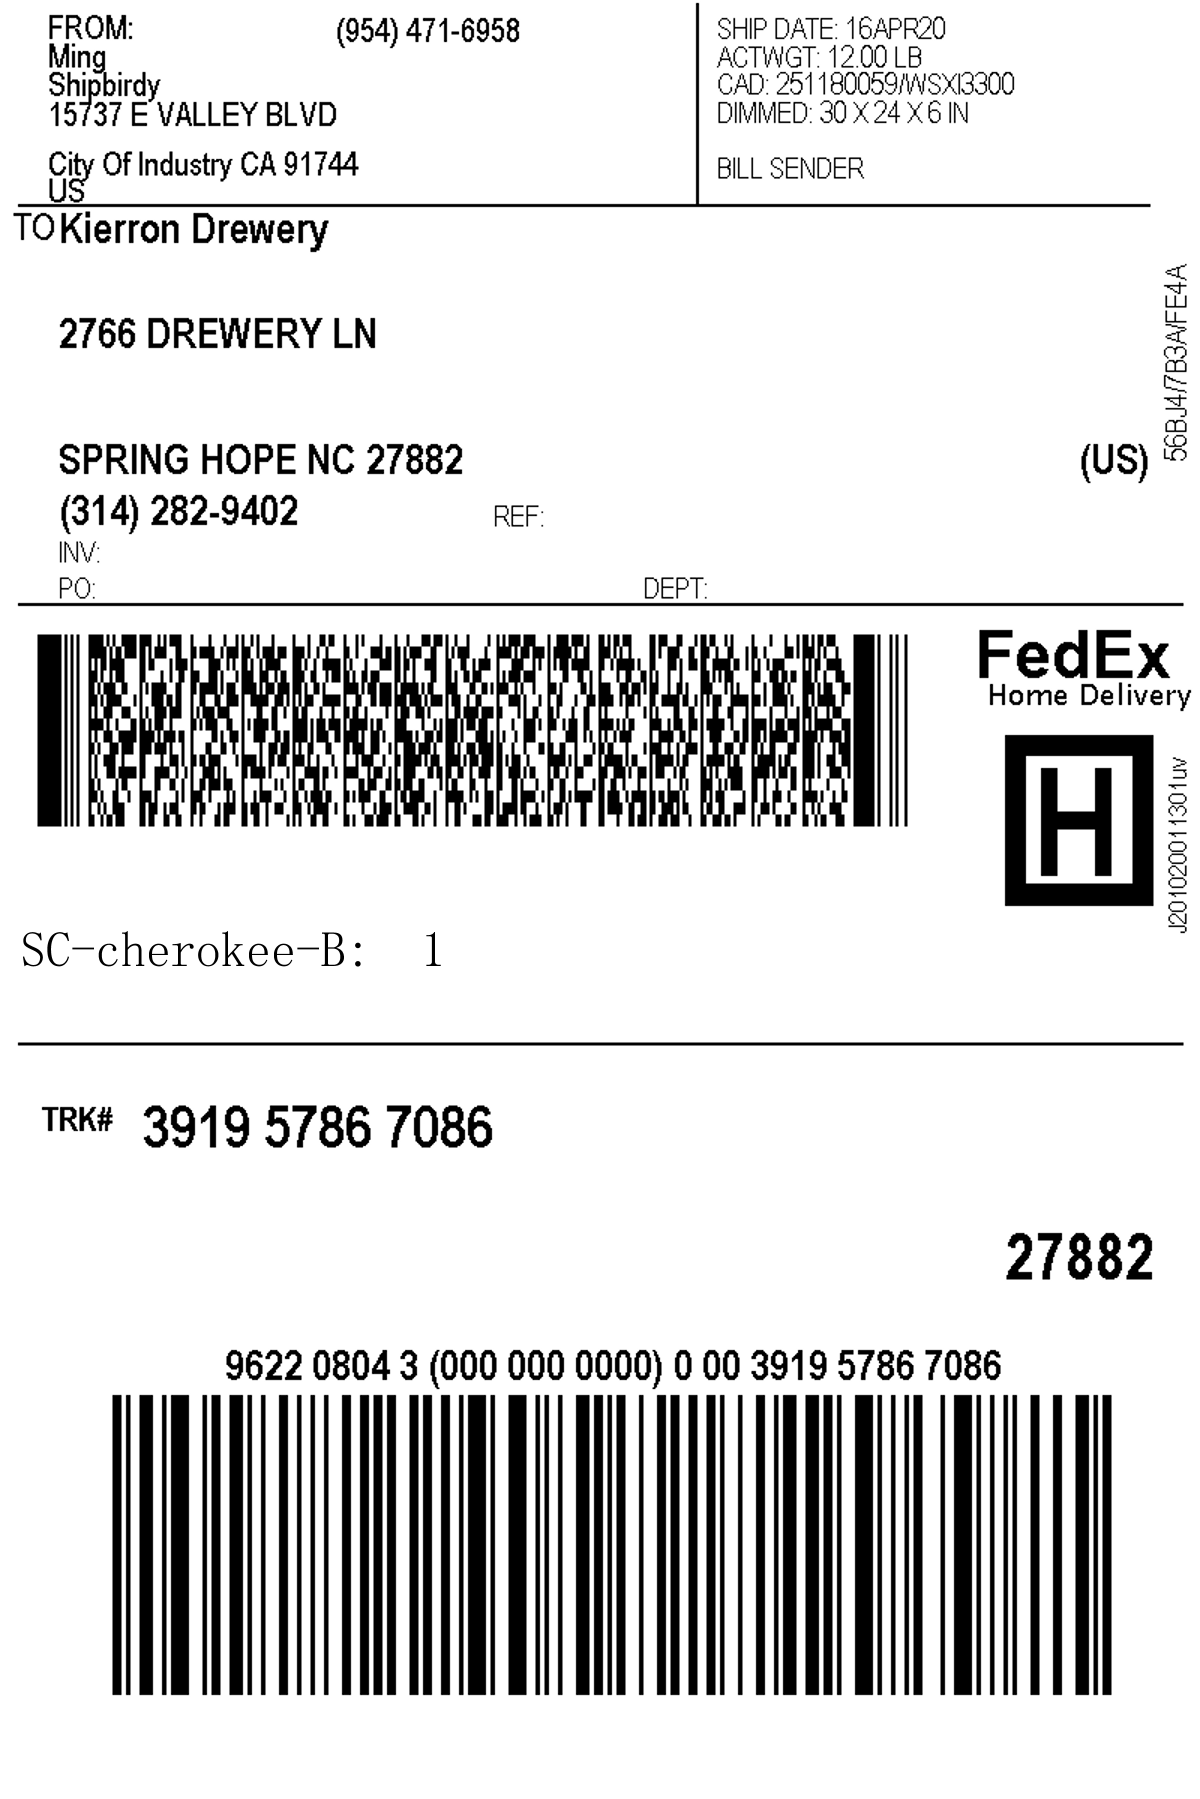 FROM: (954) 471-6958
Ming
Shipbirdy
15737 E VALLEY BLVD
City Of Industry CA 91744
US
SHIP DATE: 16APR20
ACTWGT: 12.00 LB
CAD: 251180059/WSXI3300
DIMMED: 30 X 24 X 6 IN
BILL SENDER
TO Kierron Drewery
2766 DREWERY LN
SPRING HOPE NC 27882 (US)
(314) 282-9402 REF:
INV:
PO: DEPT:
56BJ4/7B3A/FE4A
FedEx
Home Delivery
H
J201020011301uv
SC-cherokee-B: 1
TRK# 3919 5786 7086
27882
9622 0804 3 (000 000 0000) 0 00 3919 5786 7086